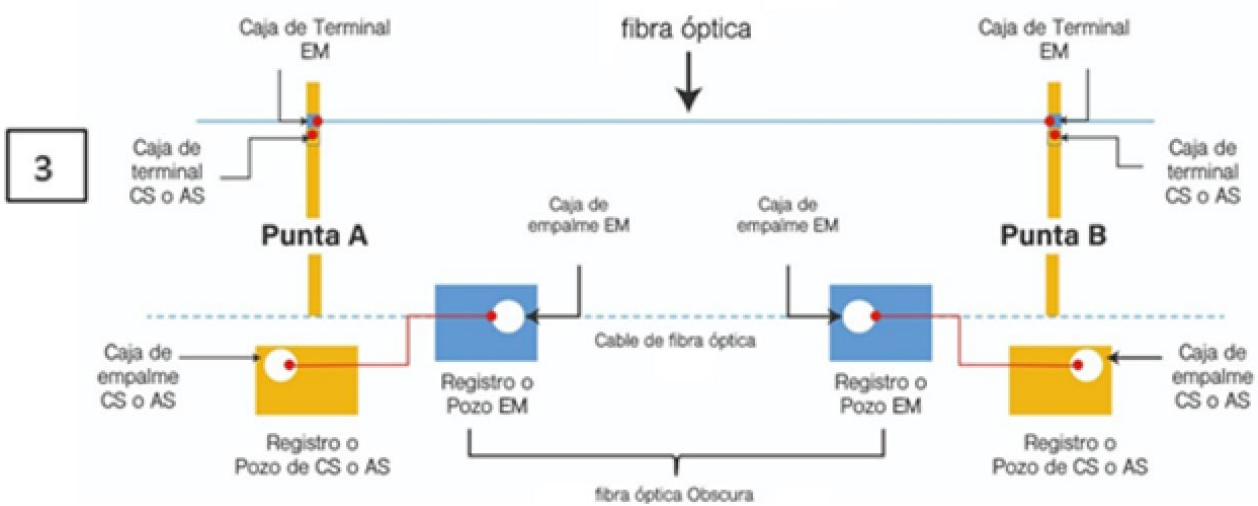 Caja de Terminal
EM
fibra óptica
Caja de Terminal
EM
3
Caja de
terminal
CS o AS
Caja de
terminal
CS o AS
Punta A
Caja de
empalme EM
Caja de
empalme EM
Punta B
Cable de fibra óptica
Caja de
empalme
CS o AS
Registro o
Pozo EM
Registro o
Pozo EM
Caja de
empalme
CS o AS
Registro o
Pozo de CS o AS
Registro o
Pozo de CS o AS
fibra óptica Obscura